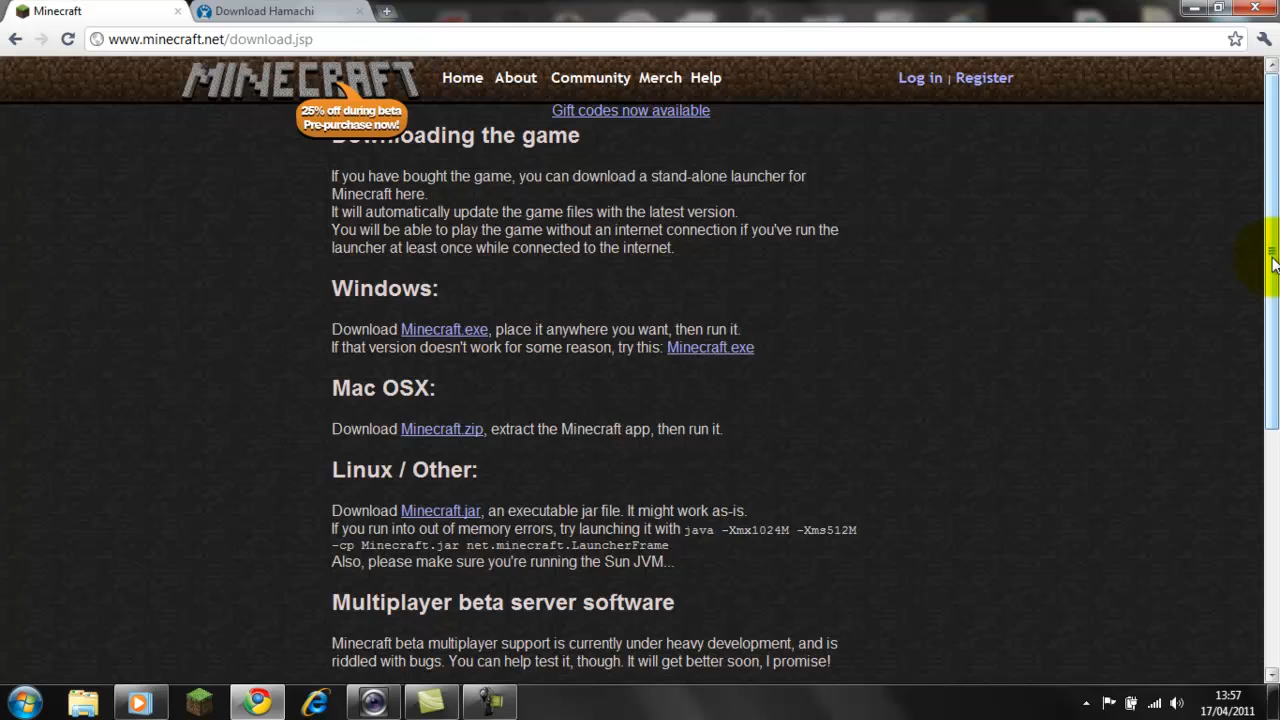 Minecraft
Download Hamachi
www.minecraft.net/download.jsp
MINECRAFT
Home About Community Merch Help
Log in | Register
25% off during beta
Pre-purchase now!
Gift codes now available
Downloading the game
If you have bought the game, you can download a stand-alone launcher for
Minecraft here.
It will automatically update the game files with the latest version.
You will be able to play the game without an internet connection if you've run the
launcher at least once while connected to the internet.
Windows:
Download Minecraft.exe, place it anywhere you want, then run it.
If that version doesn't work for some reason, try this: Minecraft.exe
Mac OSX:
Download Minecraft.zip, extract the Minecraft app, then run it.
Linux / Other:
Download Minecraft.jar, an executable jar file. It might work as-is.
If you run into out of memory errors, try launching it with java -Xmx1024M -Xms512M
-cp Minecraft.jar net.minecraft.LauncherFrame
Also, please make sure you're running the Sun JVM...
Multiplayer beta server software
Minecraft beta multiplayer support is currently under heavy development, and is
riddled with bugs. You can help test it, though. It will get better soon, I promise!
13:57
17/04/2011